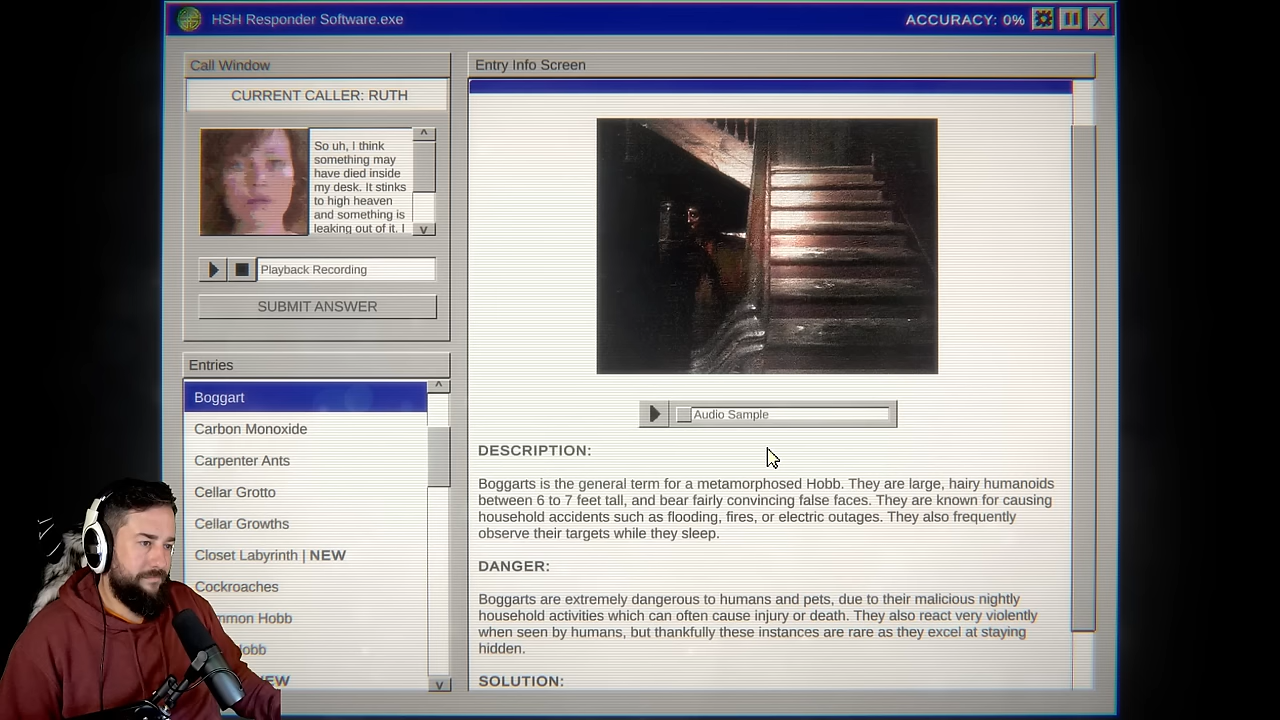 HSH Responder Software.exe
ACCURACY: 0%
X
Call Window
Entry Info Screen
CURRENT CALLER: RUTH
So uh, I think
something may
have died inside
my desk. It stinks
to high heaven
and something is
leaking out of it. I
Playback Recording
SUBMIT ANSWER
Entries
Boggart
Carbon Monoxide
Carpenter Ants
Cellar Grotto
Cellar Growths
Closet Labyrinth | NEW
Cockroaches
Hobb
Audio Sample
DESCRIPTION:
Boggarts is the general term for a metamorphosed Hobb. They are large, hairy humanoids
between 6 to 7 feet tall, and bear fairly convincing false faces. They are known for causing
household accidents such as flooding, fires, or electric outages. They also frequently
observe their targets while they sleep.
DANGER:
Boggarts are extremely dangerous to humans and pets, due to their malicious nightly
household activities which can often cause injury or death. They also react very violently
when seen by humans, but thankfully these instances are rare as they excel at staying
hidden.
SOLUTION: